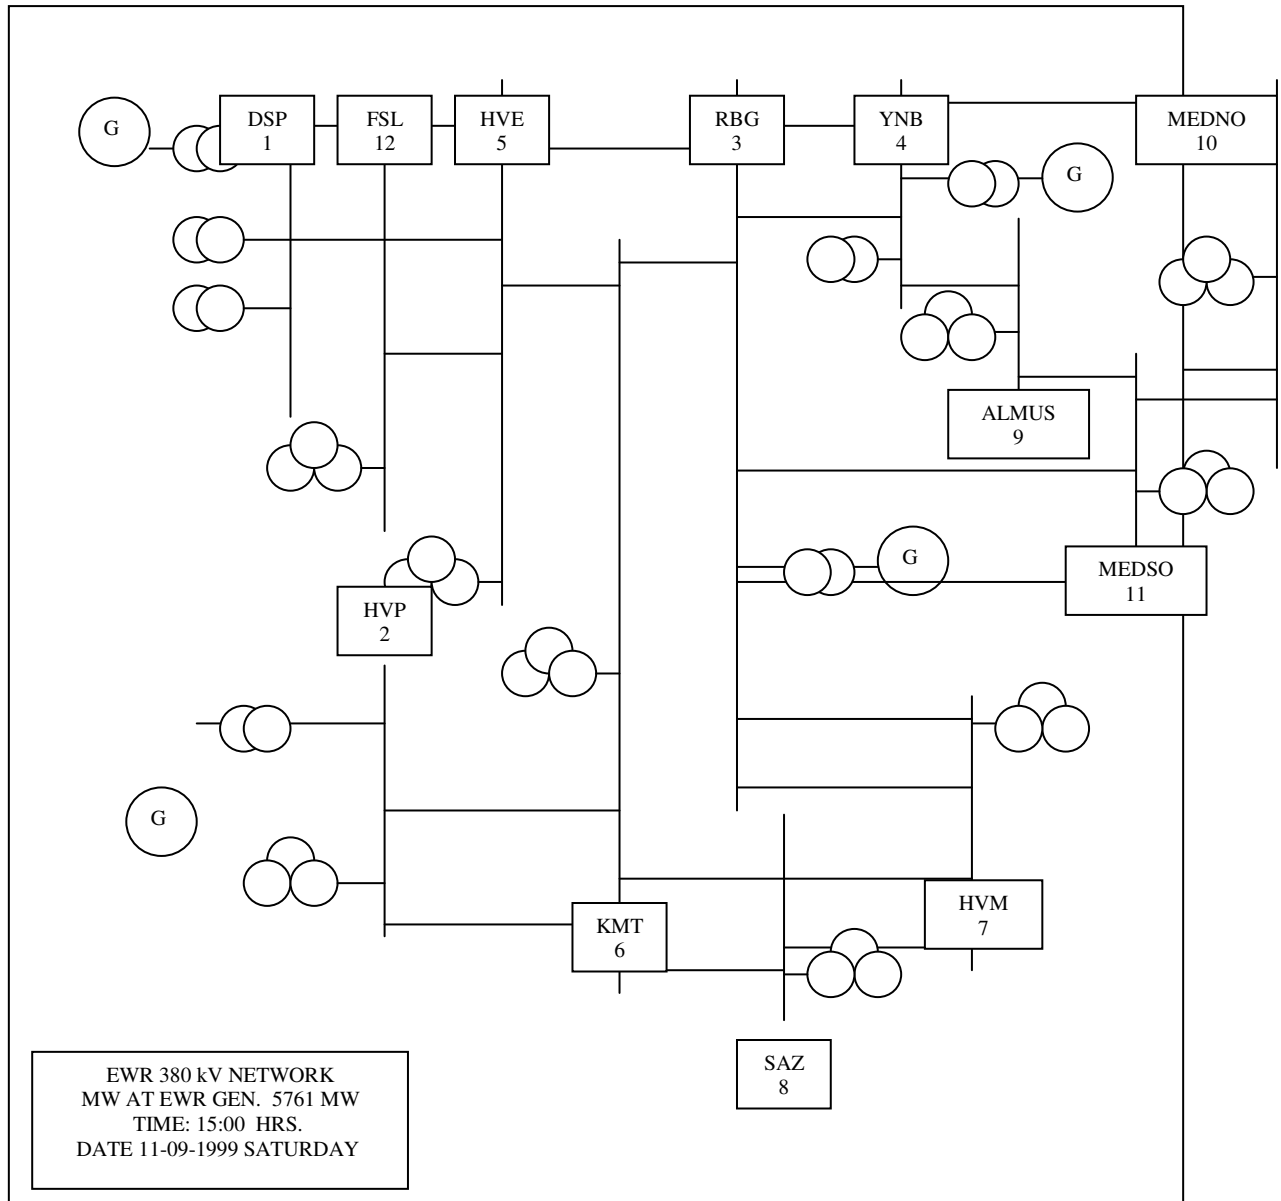 G
DSP
1
FSL
12
HVE
5
RBG
3
YNB
4
MEDNO
10
G
ALMUS
9
G
MEDSO
11
HVP
2
G
KMT
6
HVM
7
SAZ
8
EWR 380 kV NETWORK
MW AT EWR GEN. 5761 MW
TIME: 15:00 HRS.
DATE 11-09-1999 SATURDAY